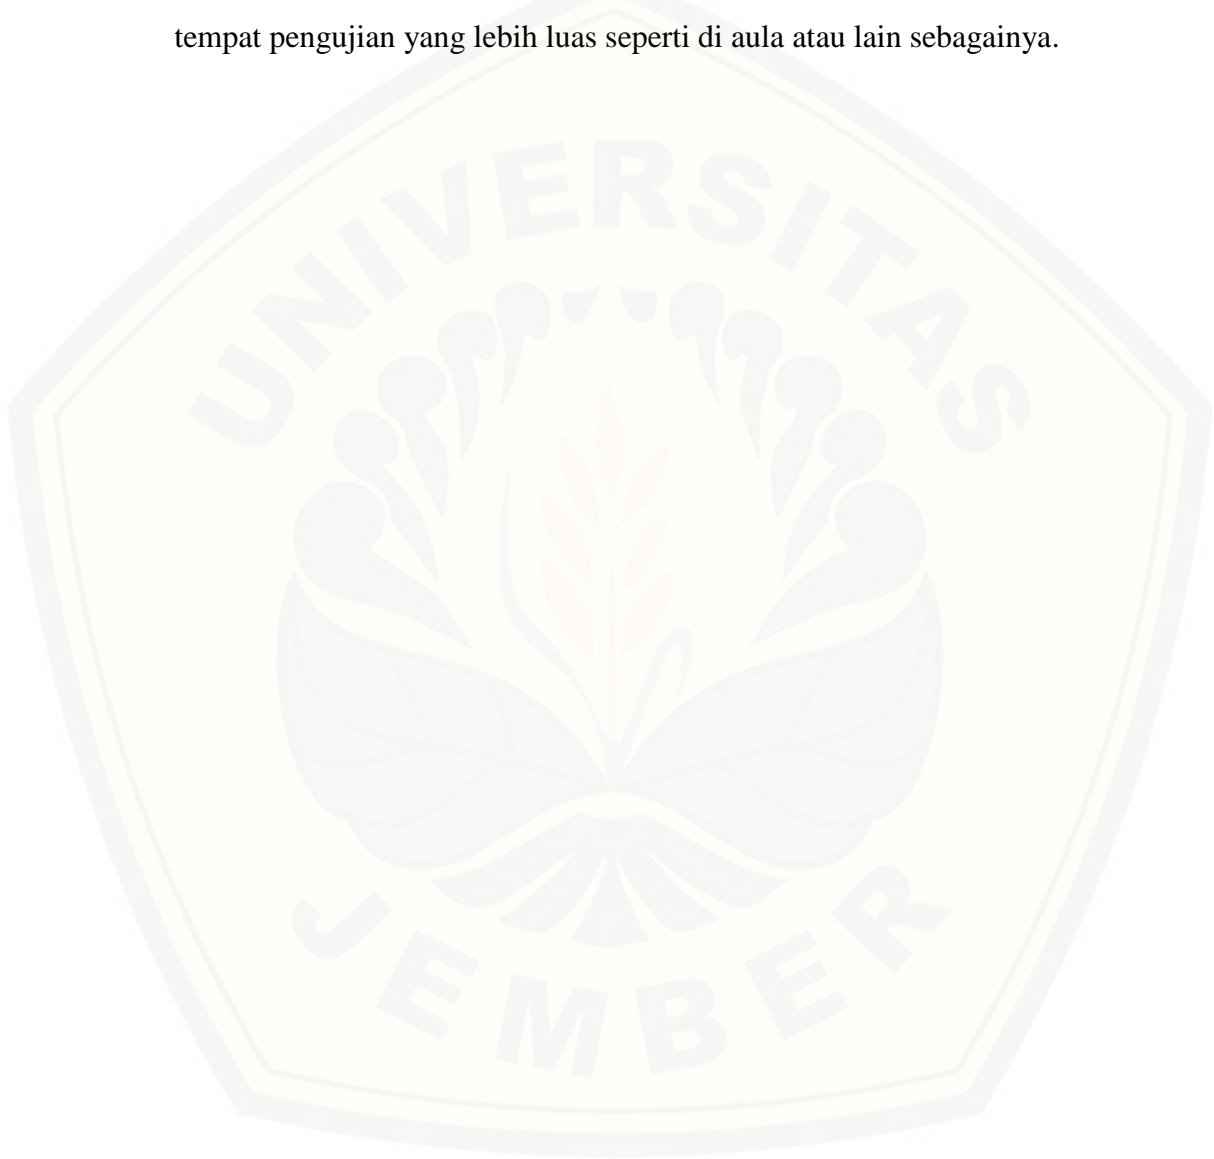 tempat pengujian yang lebih luas seperti di aula atau lain sebagainya.
UNIVERSITAS
JEMBER